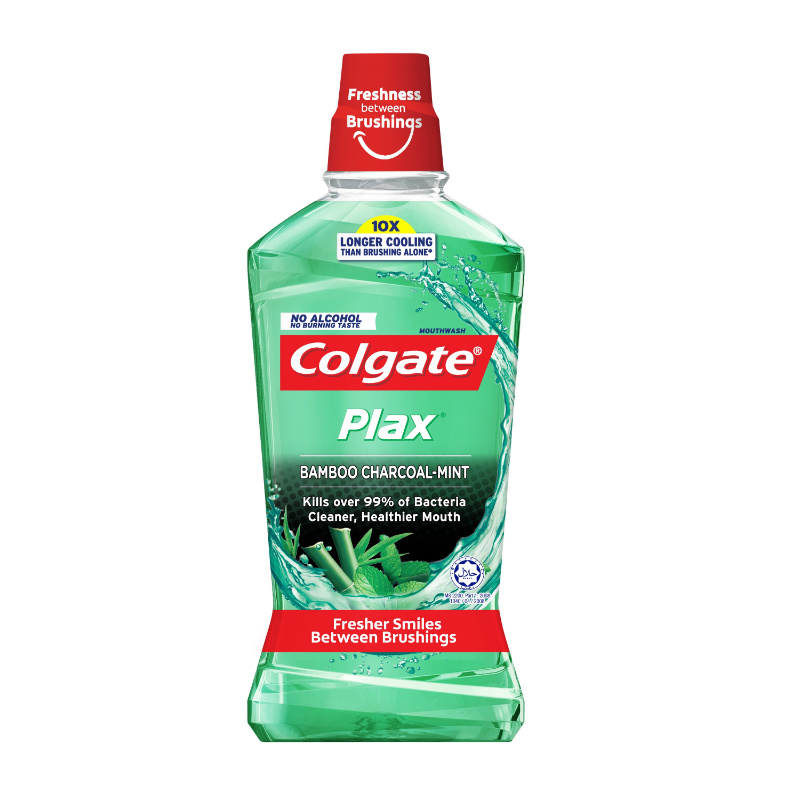 Freshness
between
Brushings
10X
LONGER COOLING
THAN BRUSHING ALONE*
NO ALCOHOL
NO BURNING TASTE
MOUTHWASH
Colgate®
Plax®
BAMBOO CHARCOAL-MINT
Kills over 99% of Bacteria
Cleaner, Healthier Mouth
حلال
Fresher Smiles
Between Brushings